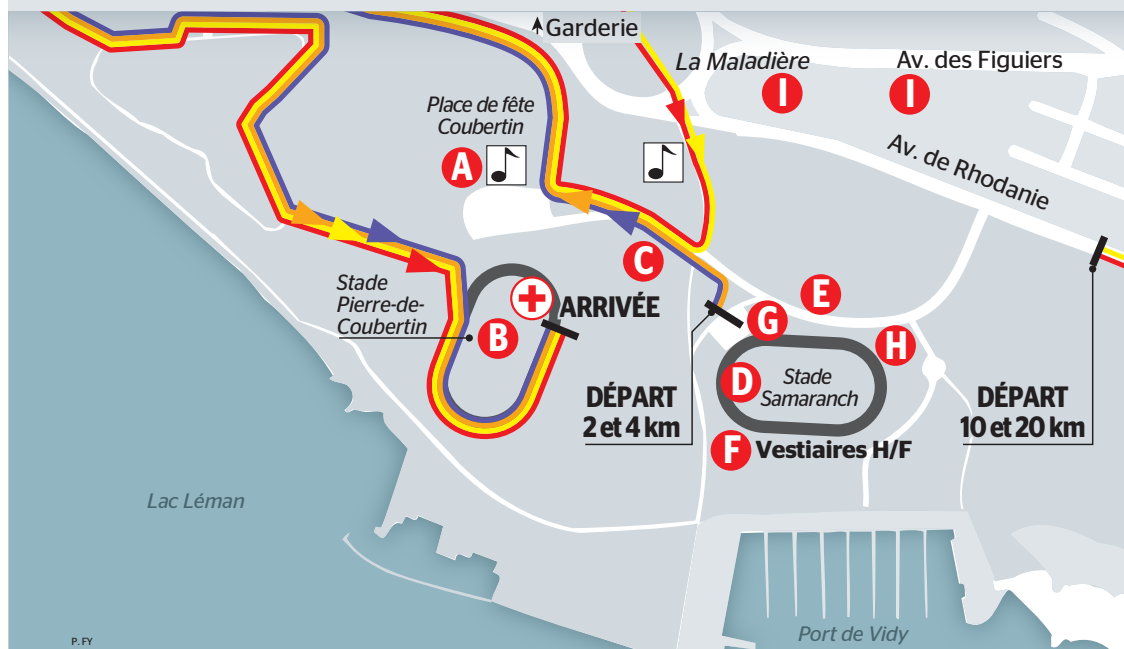 Garderie
La Maladière
Av. des Figuiers
I
I
Place de fête
Coubertin
A
Av. de Rhodanie
C
Stade
Pierre-de-
Coubertin
ARRIVÉE
B
E
G
H
D
Stade
Samaranch
DÉPART
2 et 4 km
DÉPART
10 et 20 km
F
Vestiaires H/F
Lac Léman
Port de Vidy
P. FY